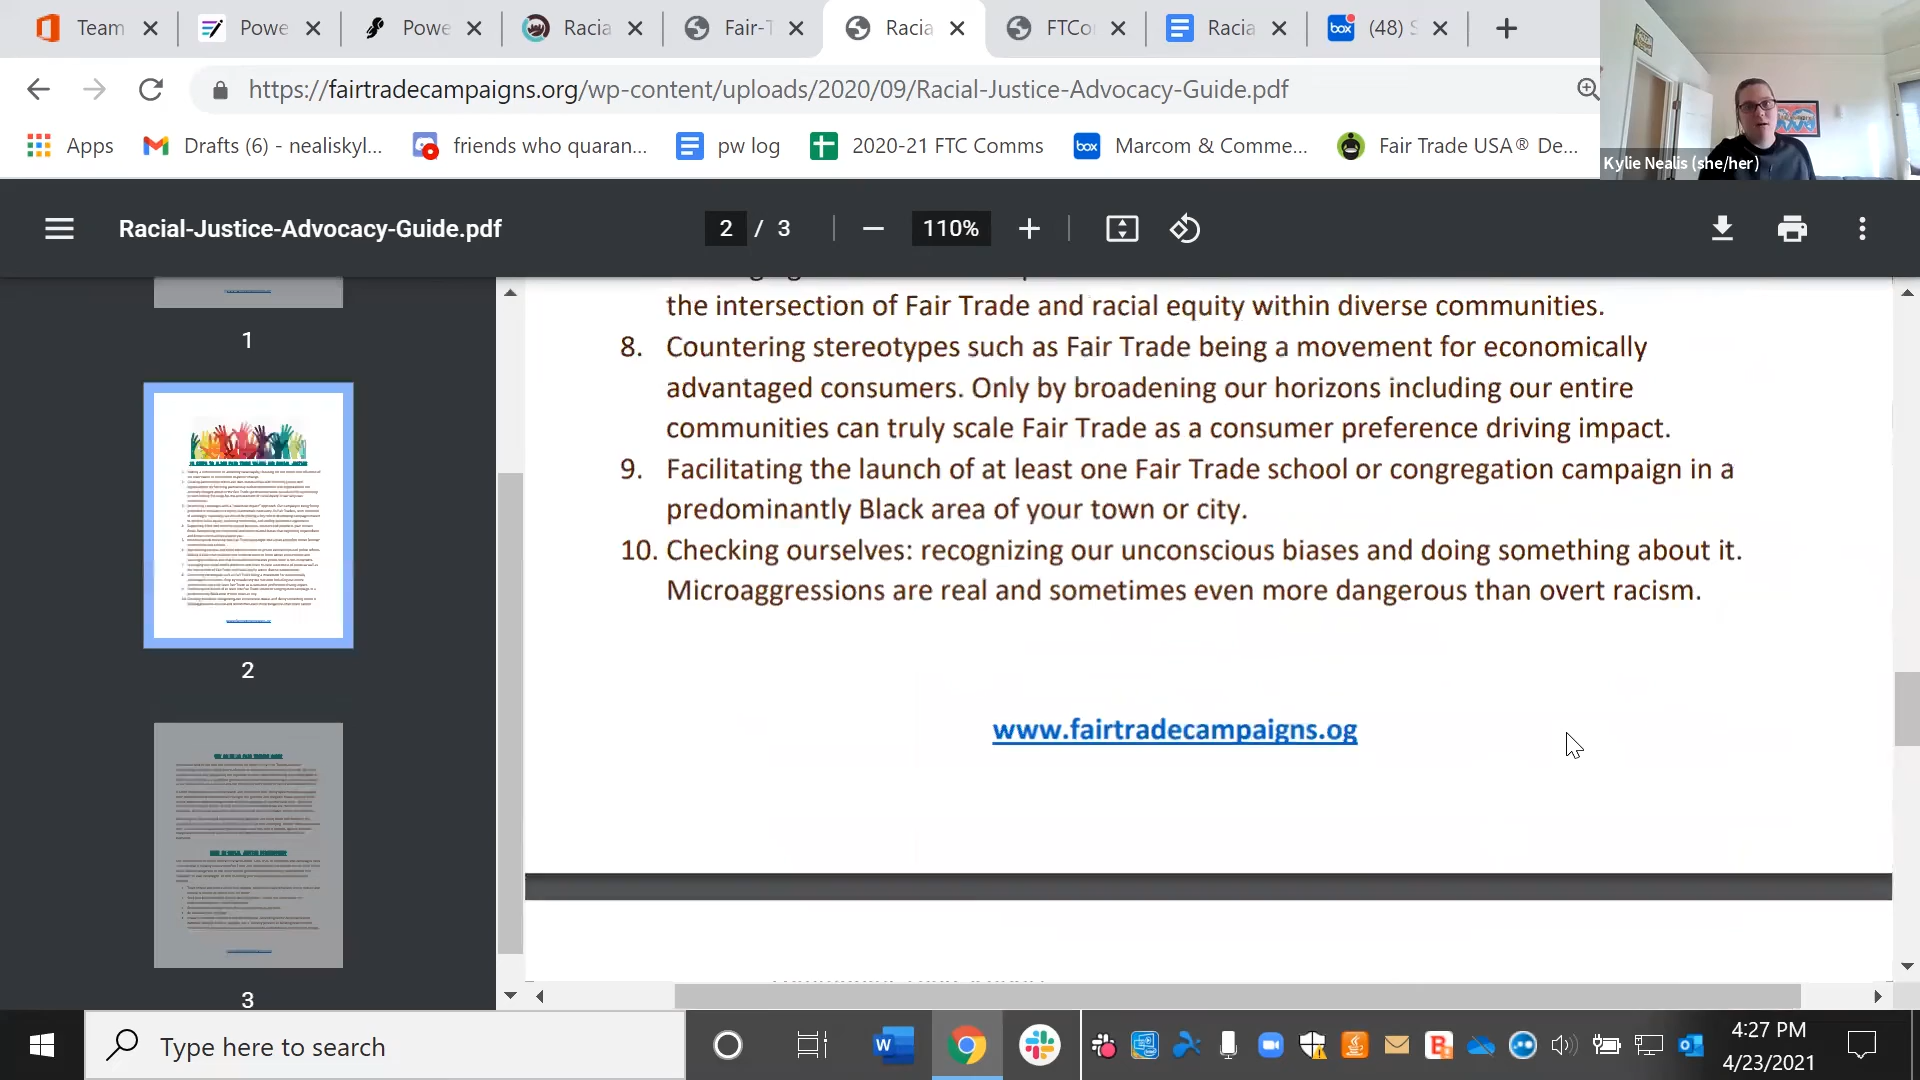 Team
Powe
Powe
Racia
Fair-T
Racia
FTCo
Racia
(48) S
https://fairtradecampaigns.org/wp-content/uploads/2020/09/Racial-Justice-Advocacy-Guide.pdf
Apps
Drafts (6) - nealiskyl...
friends who quaran...
pw log
2020-21 FTC Comms
box
Marcom & Comme...
Fair Trade USA® De...
Kylie Nealis (she/her)
Racial-Justice-Advocacy-Guide.pdf
2 / 3
110%
the intersection of Fair Trade and racial equity within diverse communities.
8. Countering stereotypes such as Fair Trade being a movement for economically
advantaged consumers. Only by broadening our horizons including our entire
communities can truly scale Fair Trade as a consumer preference driving impact.
9. Facilitating the launch of at least one Fair Trade school or congregation campaign in a
predominantly Black area of your town or city.
10. Checking ourselves: recognizing our unconscious biases and doing something about it.
Microaggressions are real and sometimes even more dangerous than overt racism.
www.fairtradecampaigns.og
1
2
3
Type here to search
4:27 PM
4/23/2021